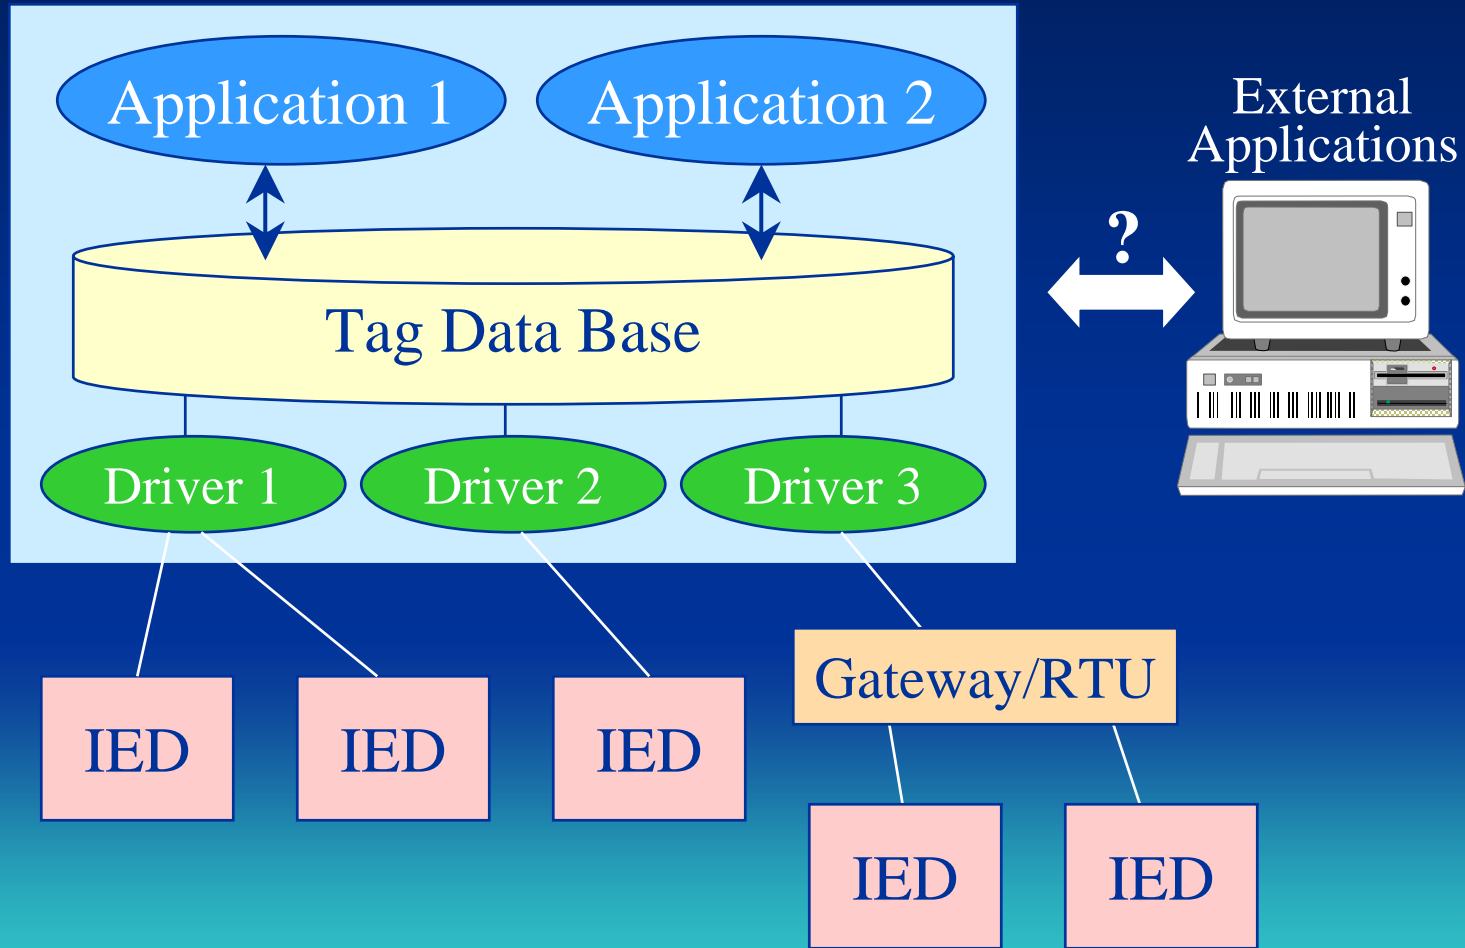 Application 1
Application 2
External
Applications
?
Tag Data Base
Driver 1
Driver 2
Driver 3
Gateway/RTU
IED
IED
IED
IED
IED